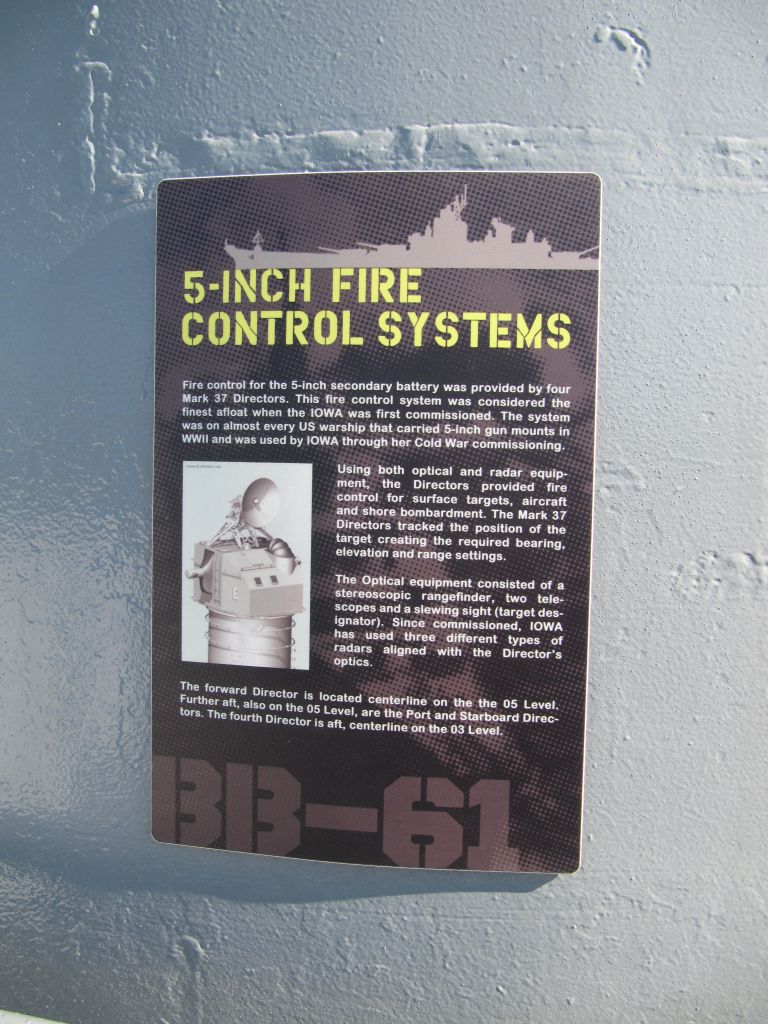 5-INCH FIRE
CONTROL SYSTEMS
Fire control for the 5-inch secondary battery was provided by four
Mark 37 Directors. This fire control system was considered the
finest afloat when the IOWA was first commissioned. The system
was on almost every US warship that carried 5-inch gun mounts in
WWII and was used by IOWA through her Cold War commissioning.
Using both optical and radar equip-
ment, the Directors provided fire
control for surface targets, aircraft
and shore bombardment. The Mark 37
Directors tracked the position of the
target creating the required bearing,
elevation and range settings.
The Optical equipment consisted of a
stereoscopic rangefinder, two tele-
scopes and a slewing sight (target des-
ignator). Since commissioned, IOWA
has used three different types of
radars aligned with the Director's
optics.
E
The forward Director is located centerline on the the 05 Level.
Further aft, also on the 05 Level, are the Port and Starboard Direc-
tors. The fourth Director is aft, centerline on the 03 Level.
BB-61